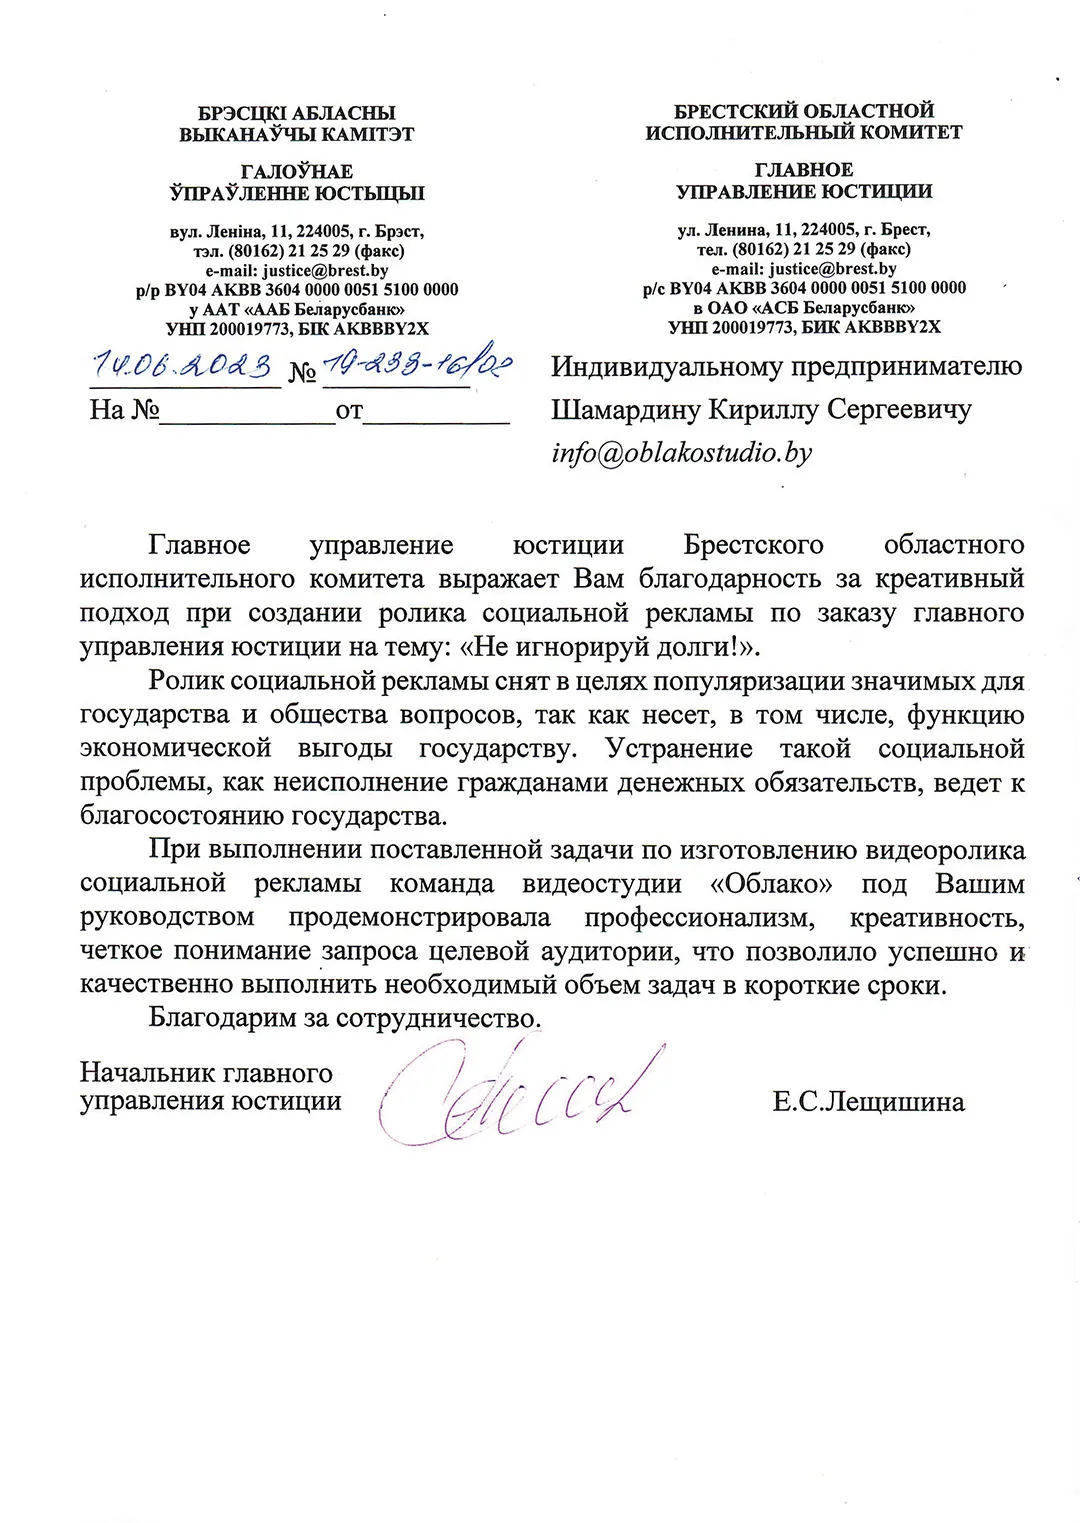 БРЭСЦКІ АБЛАСНЫ
ВЫКАНАЎЧЫ КАМІТЭТ
ГАЛОЎНАЕ
ЎПРАЎЛЕННЕ ЮСТЫЦЫІ
вул. Леніна, 11, 224005, г. Брэст,
тэл. (80162) 21 25 29 (факс)
e-mail: justice@brest.by
р/р BY04 AKBB 3604 0000 0051 5100 0000
у ААТ «ААБ Беларусбанк»
УНП 200019773, БІК AKBBBY2X
14.06.2023 № 19-233-16/02
На № от
БРЕСТСКИЙ ОБЛАСТНОЙ
ИСПОЛНИТЕЛЬНЫЙ КОМИТЕТ
ГЛАВНОЕ
УПРАВЛЕНИЕ ЮСТИЦИИ
ул. Ленина, 11, 224005, г. Брест,
тел. (80162) 21 25 29 (факс)
e-mail: justice@brest.by
р/с BY04 AKBB 3604 0000 0051 5100 0000
в ОАО «АСБ Беларусбанк»
УНП 200019773, БИК AKBBBY2X
Индивидуальному предпринимателю
Шамардину Кириллу Сергеевичу
info@oblakostudio.by
Главное управление юстиции Брестского областного
исполнительного комитета выражает Вам благодарность за креативный
подход при создании ролика социальной рекламы по заказу главного
управления юстиции на тему: «Не игнорируй долги!».
Ролик социальной рекламы снят в целях популяризации значимых для
государства и общества вопросов, так как несет, в том числе, функцию
экономической выгоды государству. Устранение такой социальной
проблемы, как неисполнение гражданами денежных обязательств, ведет к
благосостоянию государства.
При выполнении поставленной задачи по изготовлению видеоролика
социальной рекламы команда видеостудии «Облако» под Вашим
руководством продемонстрировала профессионализм, креативность,
четкое понимание запроса целевой аудитории, что позволило успешно и
качественно выполнить необходимый объем задач в короткие сроки.
Благодарим за сотрудничество.
Начальник главного
управления юстиции
Е.С.Лещишина